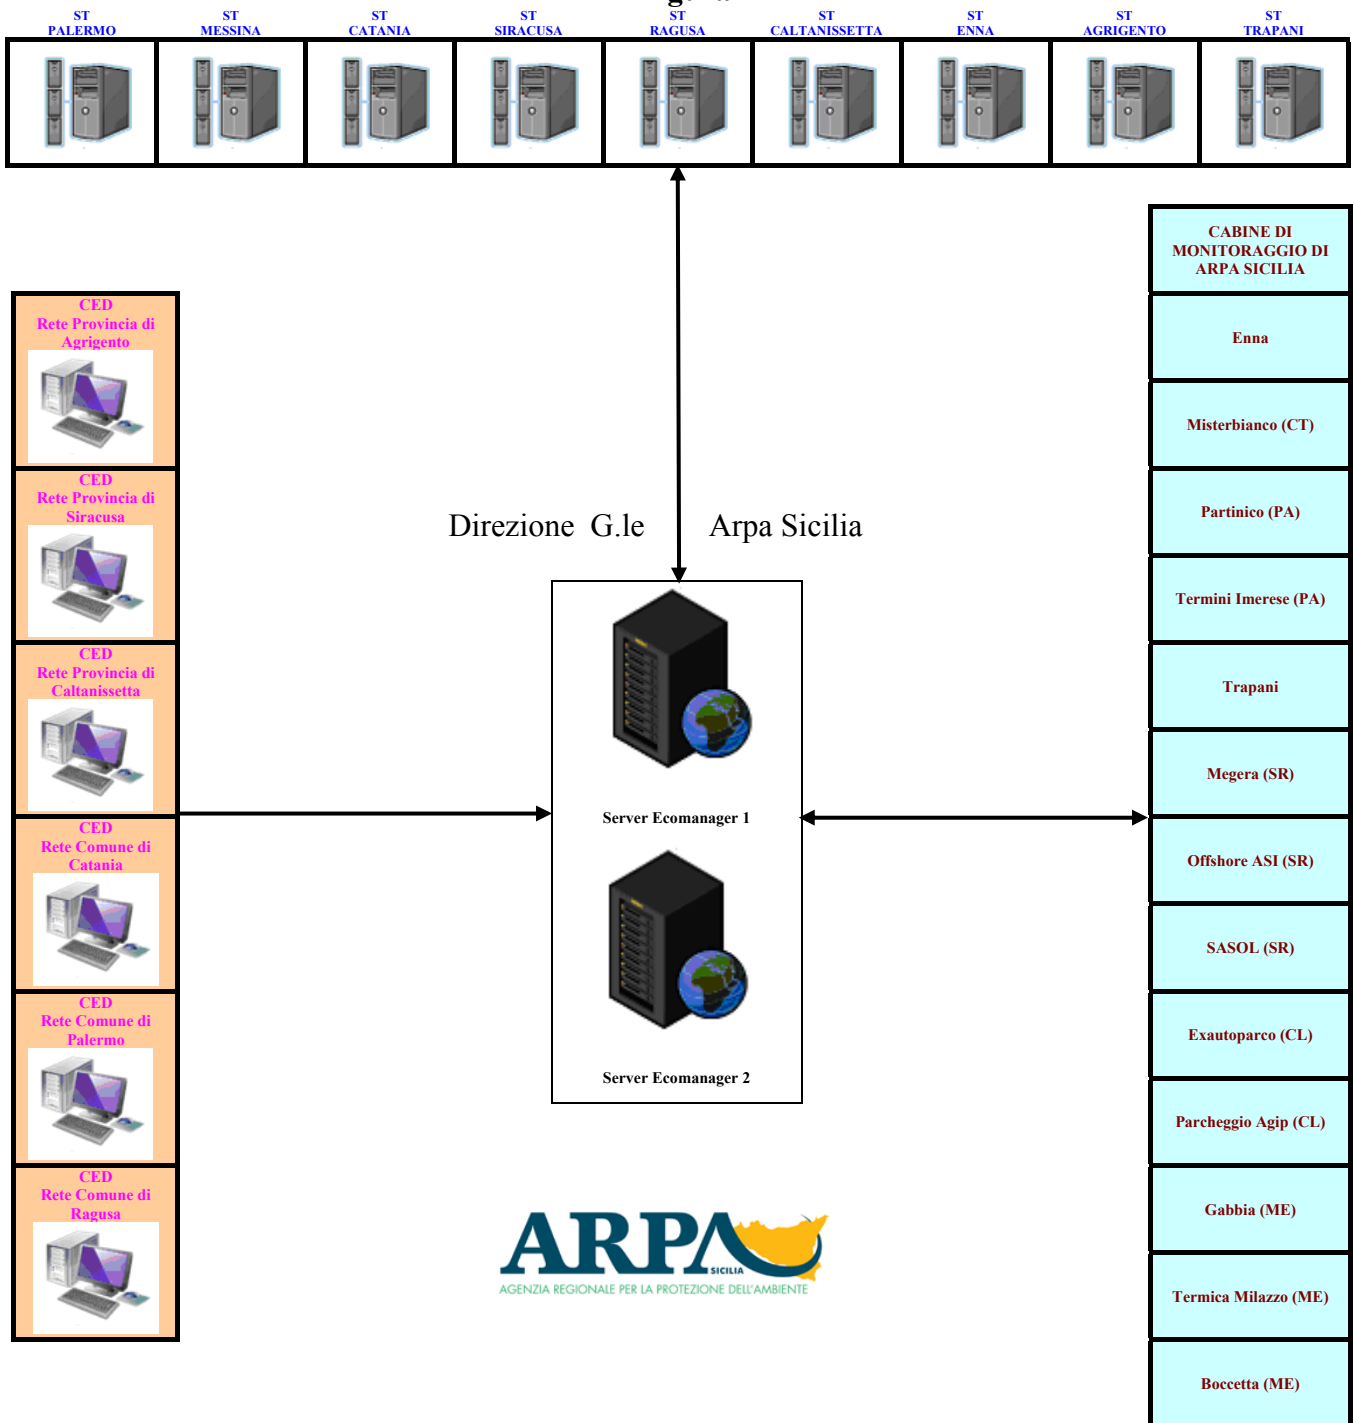 ST
PALERMO
ST
MESSINA
ST
CATANIA
ST
SIRACUSA
ST
RAGUSA
ST
CALTANISSETTA
ST
ENNA
ST
AGRIGENTO
ST
TRAPANI
CED
Rete Provincia di
Agrigento
CED
Rete Provincia di
Siracusa
CED
Rete Provincia di
Caltanissetta
CED
Rete Comune di
Catania
CED
Rete Comune di
Palermo
CED
Rete Comune di
Ragusa
Direzione G.le Arpa Sicilia
Server Ecomanager 1
Server Ecomanager 2
ARPA
SICILIA
AGENZIA REGIONALE PER LA PROTEZIONE DELL'AMBIENTE
CABINE DI
MONITORAGGIO DI
ARPA SICILIA
Enna
Misterbianco (CT)
Partinico (PA)
Termini Imerese (PA)
Trapani
Megera (SR)
Offshore ASI (SR)
SASOL (SR)
Exautoparco (CL)
Parcheggio Agip (CL)
Gabbia (ME)
Termica Milazzo (ME)
Boccetta (ME)